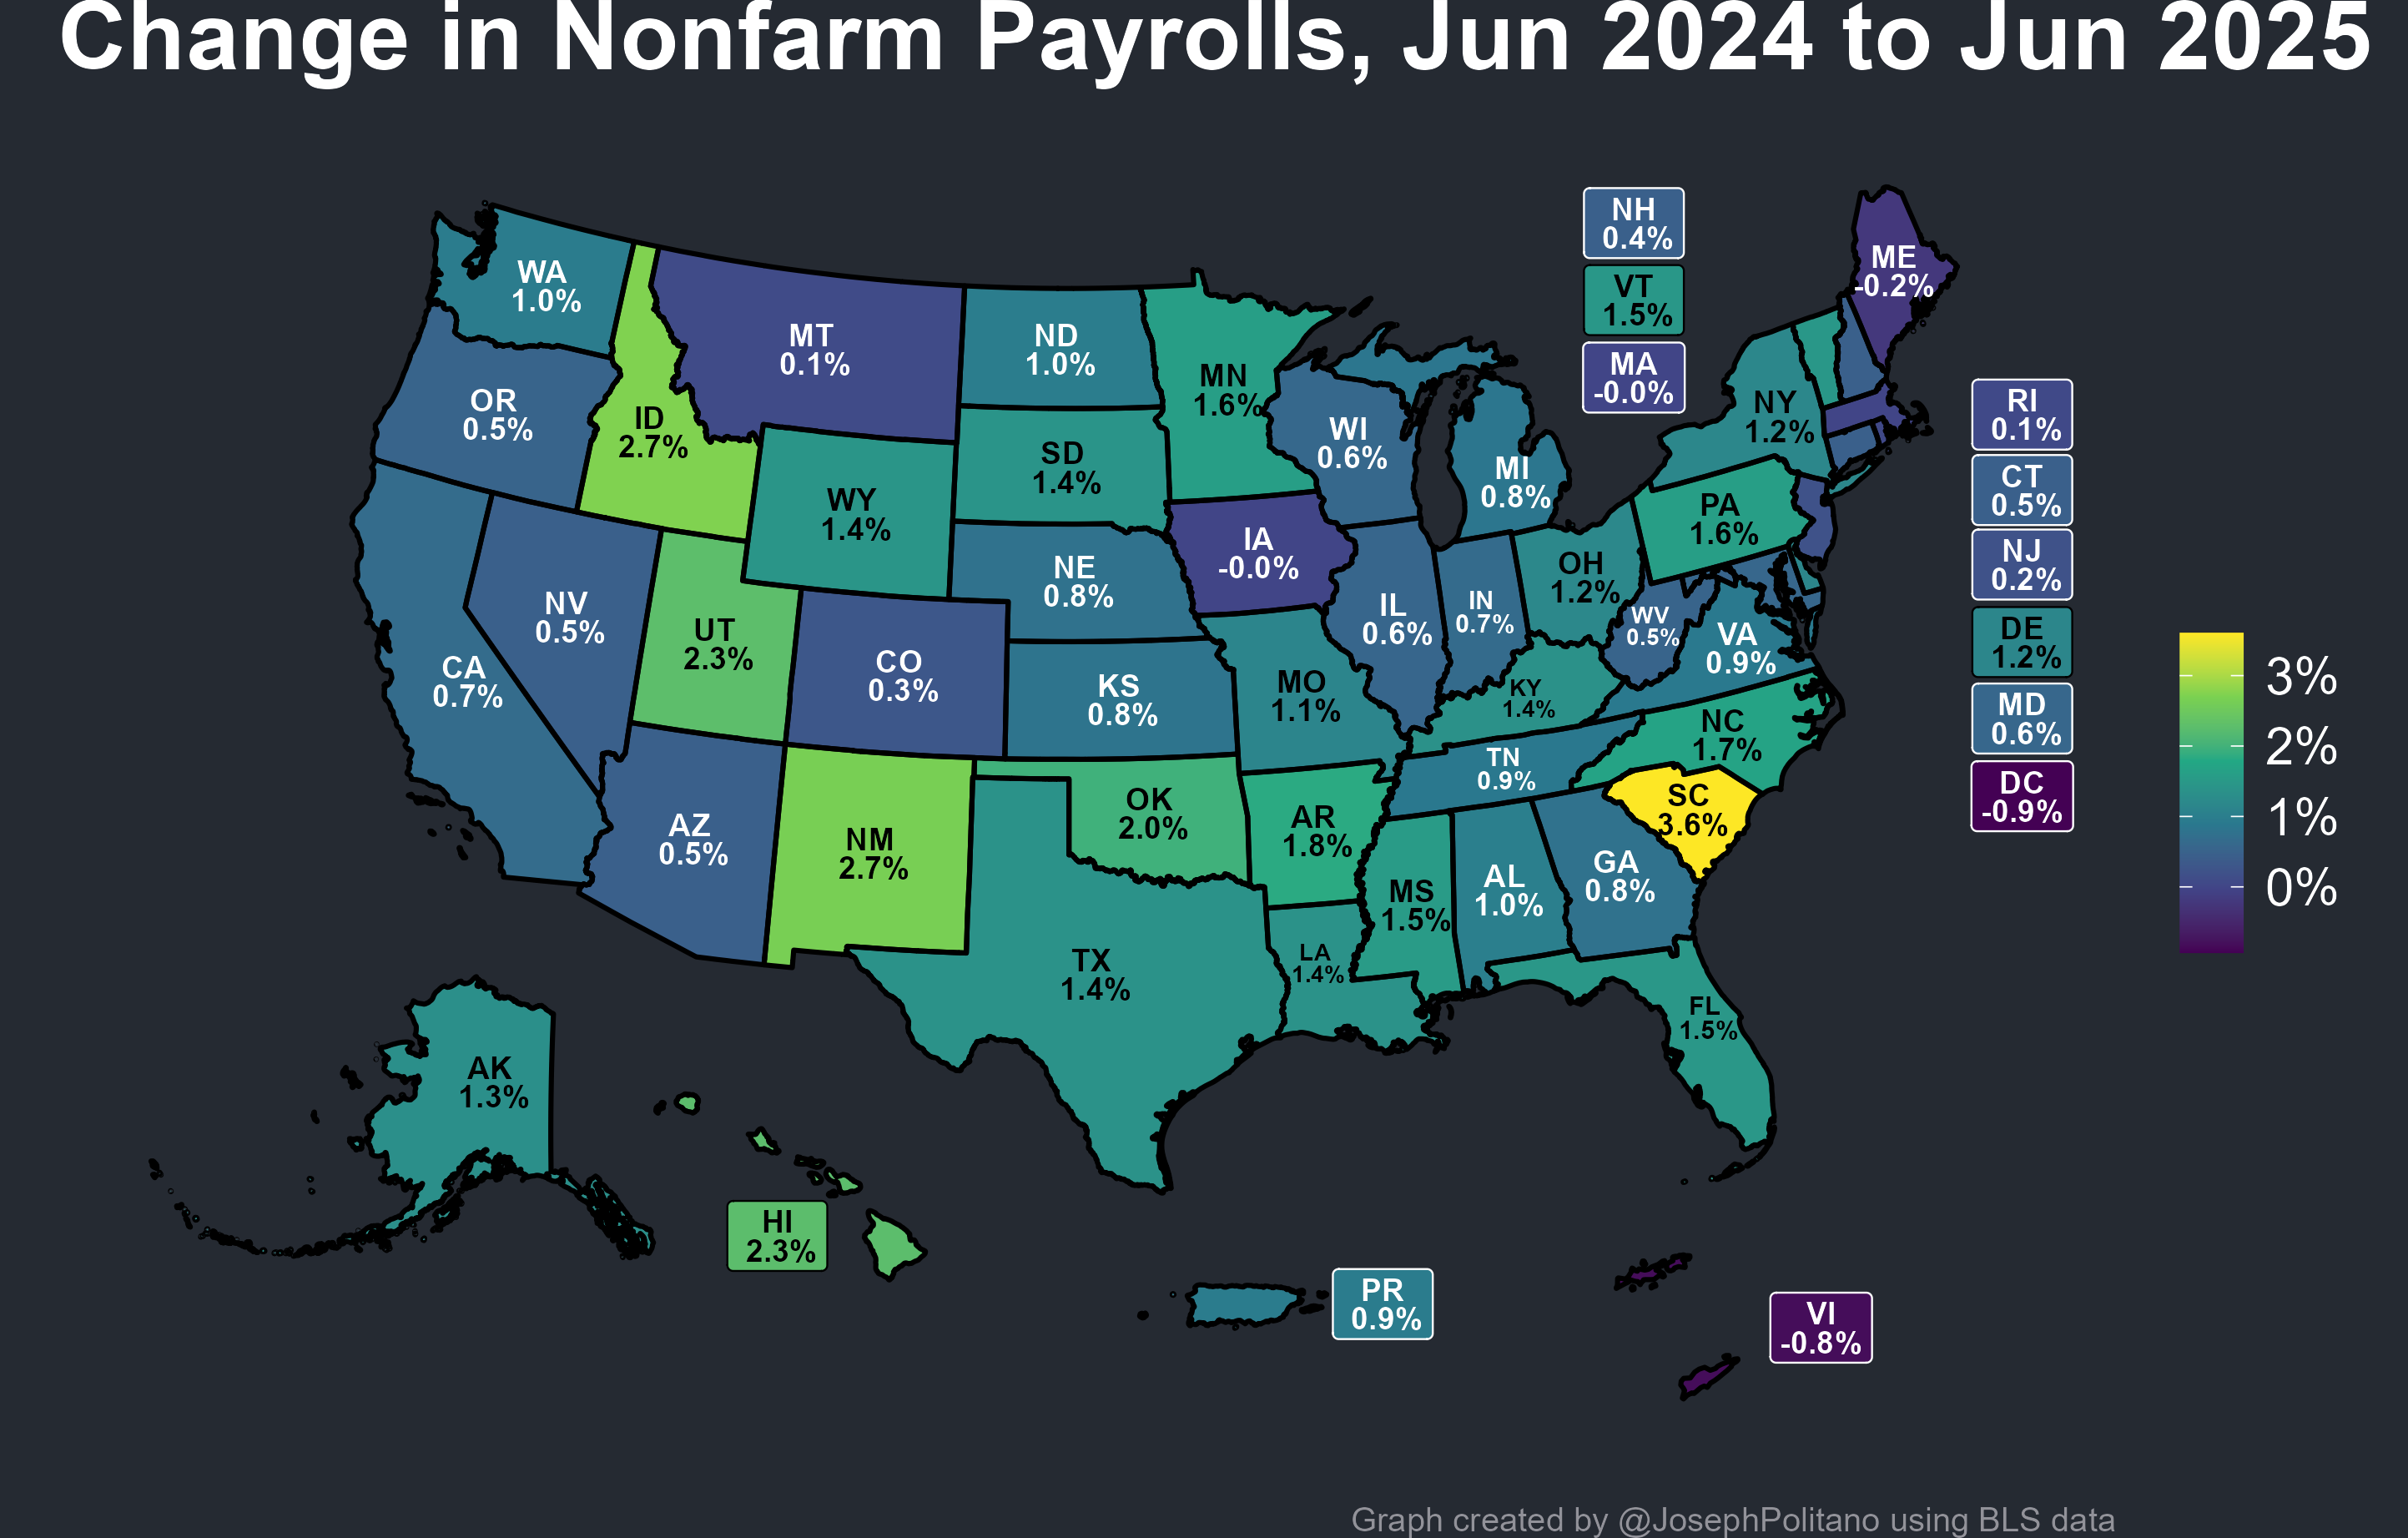 Change in Nonfarm Payrolls, Jun 2024 to Jun 2025
WA
1.0%
OR
0.5%
CA
0.7%
NV
0.5%
ID
2.7%
MT
0.1%
WY
1.4%
UT
2.3%
CO
0.3%
AZ
0.5%
NM
2.7%
ND
1.0%
SD
1.4%
NE
0.8%
KS
0.8%
OK
2.0%
TX
1.4%
MN
1.6%
IA
-0.0%
MO
1.1%
AR
1.8%
LA
1.4%
WI
0.6%
IL
0.6%
MI
0.8%
IN
0.7%
OH
1.2%
KY
1.4%
TN
0.9%
MS
1.5%
AL
1.0%
GA
0.8%
FL
1.5%
SC
3.6%
NC
1.7%
VA
0.9%
WV
0.5%
PA
1.6%
NY
1.2%
ME
-0.2%
NH
0.4%
VT
1.5%
MA
-0.0%
RI
0.1%
CT
0.5%
NJ
0.2%
DE
1.2%
MD
0.6%
DC
-0.9%
AK
1.3%
HI
2.3%
PR
0.9%
VI
-0.8%
3%
2%
1%
0%
Graph created by @JosephPolitano using BLS data